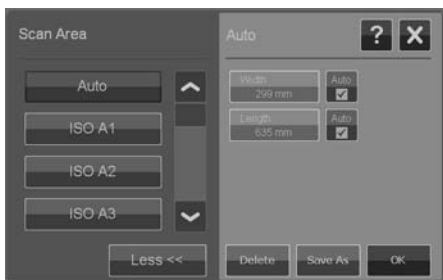 Scan Area
Auto
ISO A1
ISO A2
ISO A3
Less <<
Auto
? X
Width
299 mm
Auto
Length
635 mm
Auto
Delete
Save As
OK